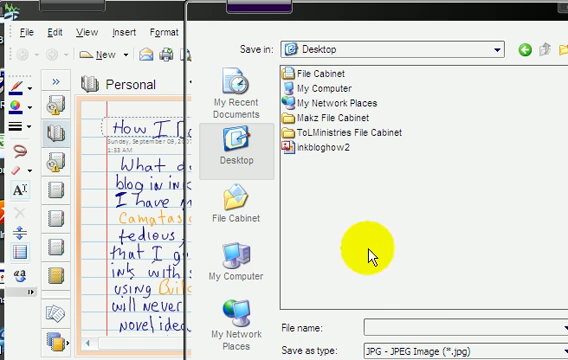 File Edit View Insert Format
New
Personal
How I
Sunday, September 09,
1:55 AM
What d
blog in ink
I have m
Camatas
tedious,
that I g
ink with s
using
will never
novel idea
Save in: Desktop
My Recent
Documents
Desktop
File Cabinet
My Computer
My Network
Places
File Cabinet
My Computer
My Network Places
Makz File Cabinet
ToLMinistries File Cabinet
inkbloghow2
File name:
Save as type: JPG - JPEG Image (*.jpg)